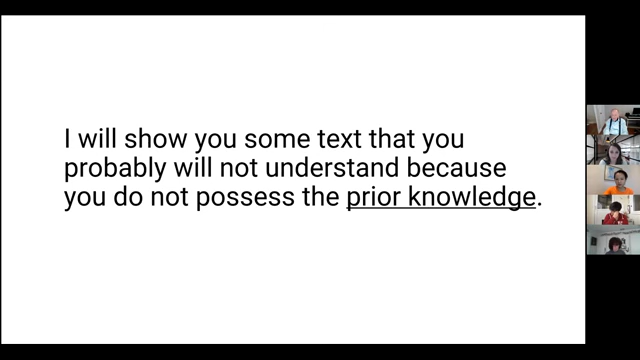 I will show you some text that you
probably will not understand because
you do not possess the prior knowledge.